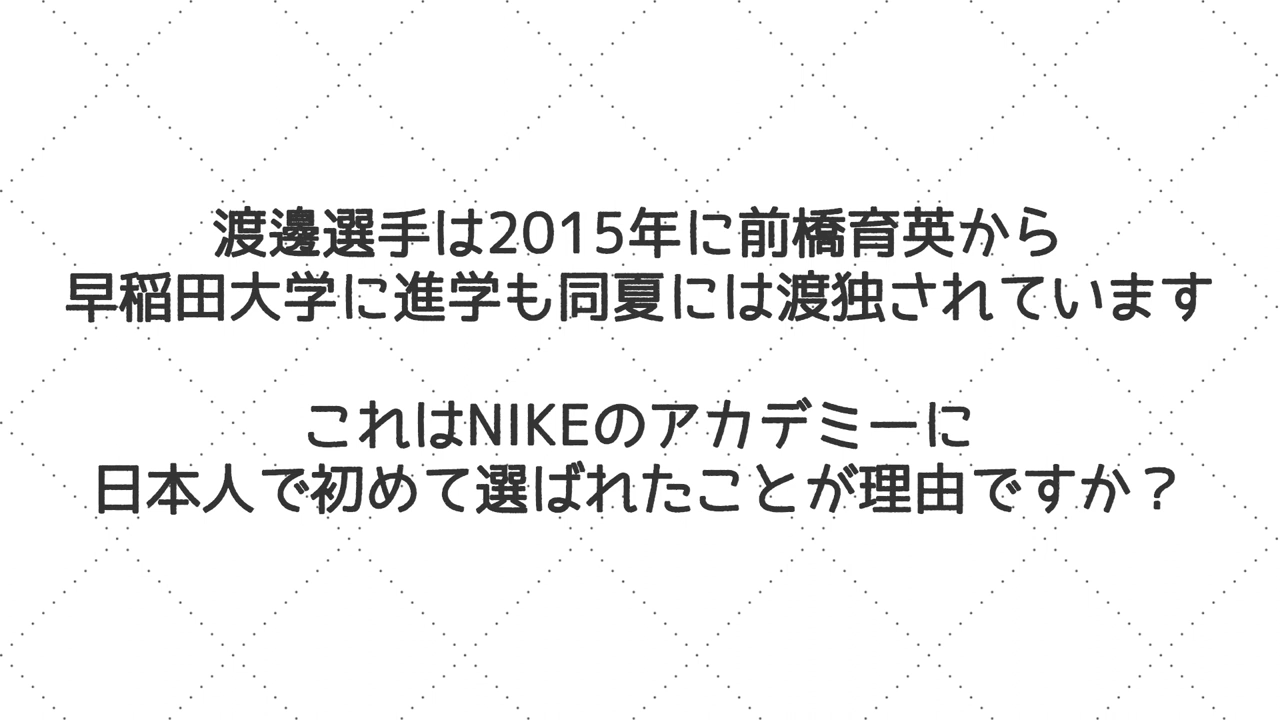 渡邊選手は2015年に前橋育英から
早稲田大学に進学も同夏には渡独されています
これはNIKEのアカデミーに
日本人で初めて選ばれたことが理由ですか？